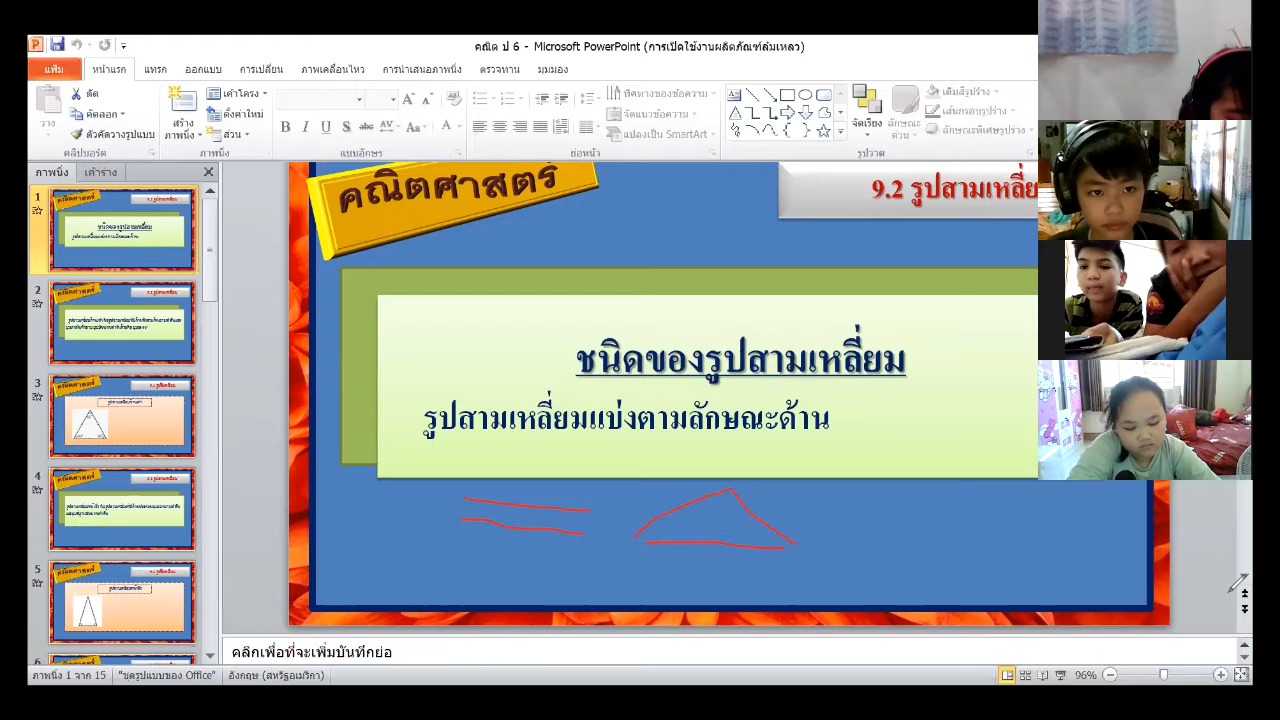 คณิต ป 6 - Microsoft PowerPoint (การเปิดใช้งานผลิตภัณฑ์ล้มเหลว)
แฟ้ม หน้าแรก แทรก ออกแบบ การเปลี่ยน ภาพเคลื่อนไหว การนำเสนอภาพนิ่ง ตรวจทาน มุมมอง
วาง
ตัด
คัดลอก
ตัวคัดวางรูปแบบ
คลิปบอร์ด
สร้าง
ภาพนิ่ง
เค้าโครง
ตั้งค่าใหม่
ส่วน
ภาพนิ่ง
B I U S abc AV Aa A
แบบอักษร
ทิศทางของข้อความ
จัดแนวข้อความ
แปลงเป็น SmartArt
ย่อหน้า
จัดเรียง
ลักษณะ
ด่วน
เติมสีรูปร่าง
เส้นกรอบรูปร่าง
ลักษณะพิเศษรูปร่าง
รูปวาด
ภาพนิ่ง เค้าร่าง
1
2
3
4
5
6
คณิตศาสตร์
9.2 รูปสามเหลี่ย
ชนิดของรูปสามเหลี่ยม
รูปสามเหลี่ยมแบ่งตามลักษณะด้าน
คลิกเพื่อที่จะเพิ่มบันทึกย่อ
ภาพนิ่ง 1 จาก 15 "ชุดรูปแบบของ Office" อังกฤษ (สหรัฐอเมริกา) 96%